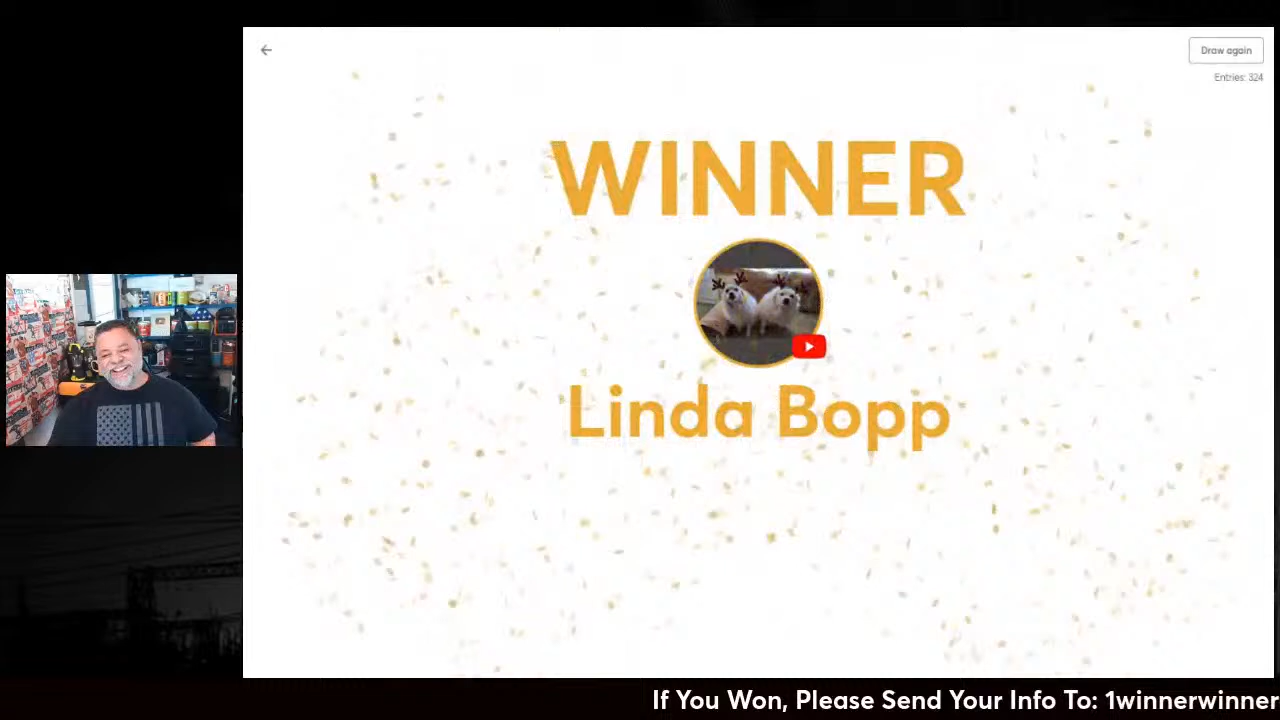 Draw again
Entries: 324
WINNER
Linda Bopp
If You Won, Please Send Your Info To: 1winnerwinner